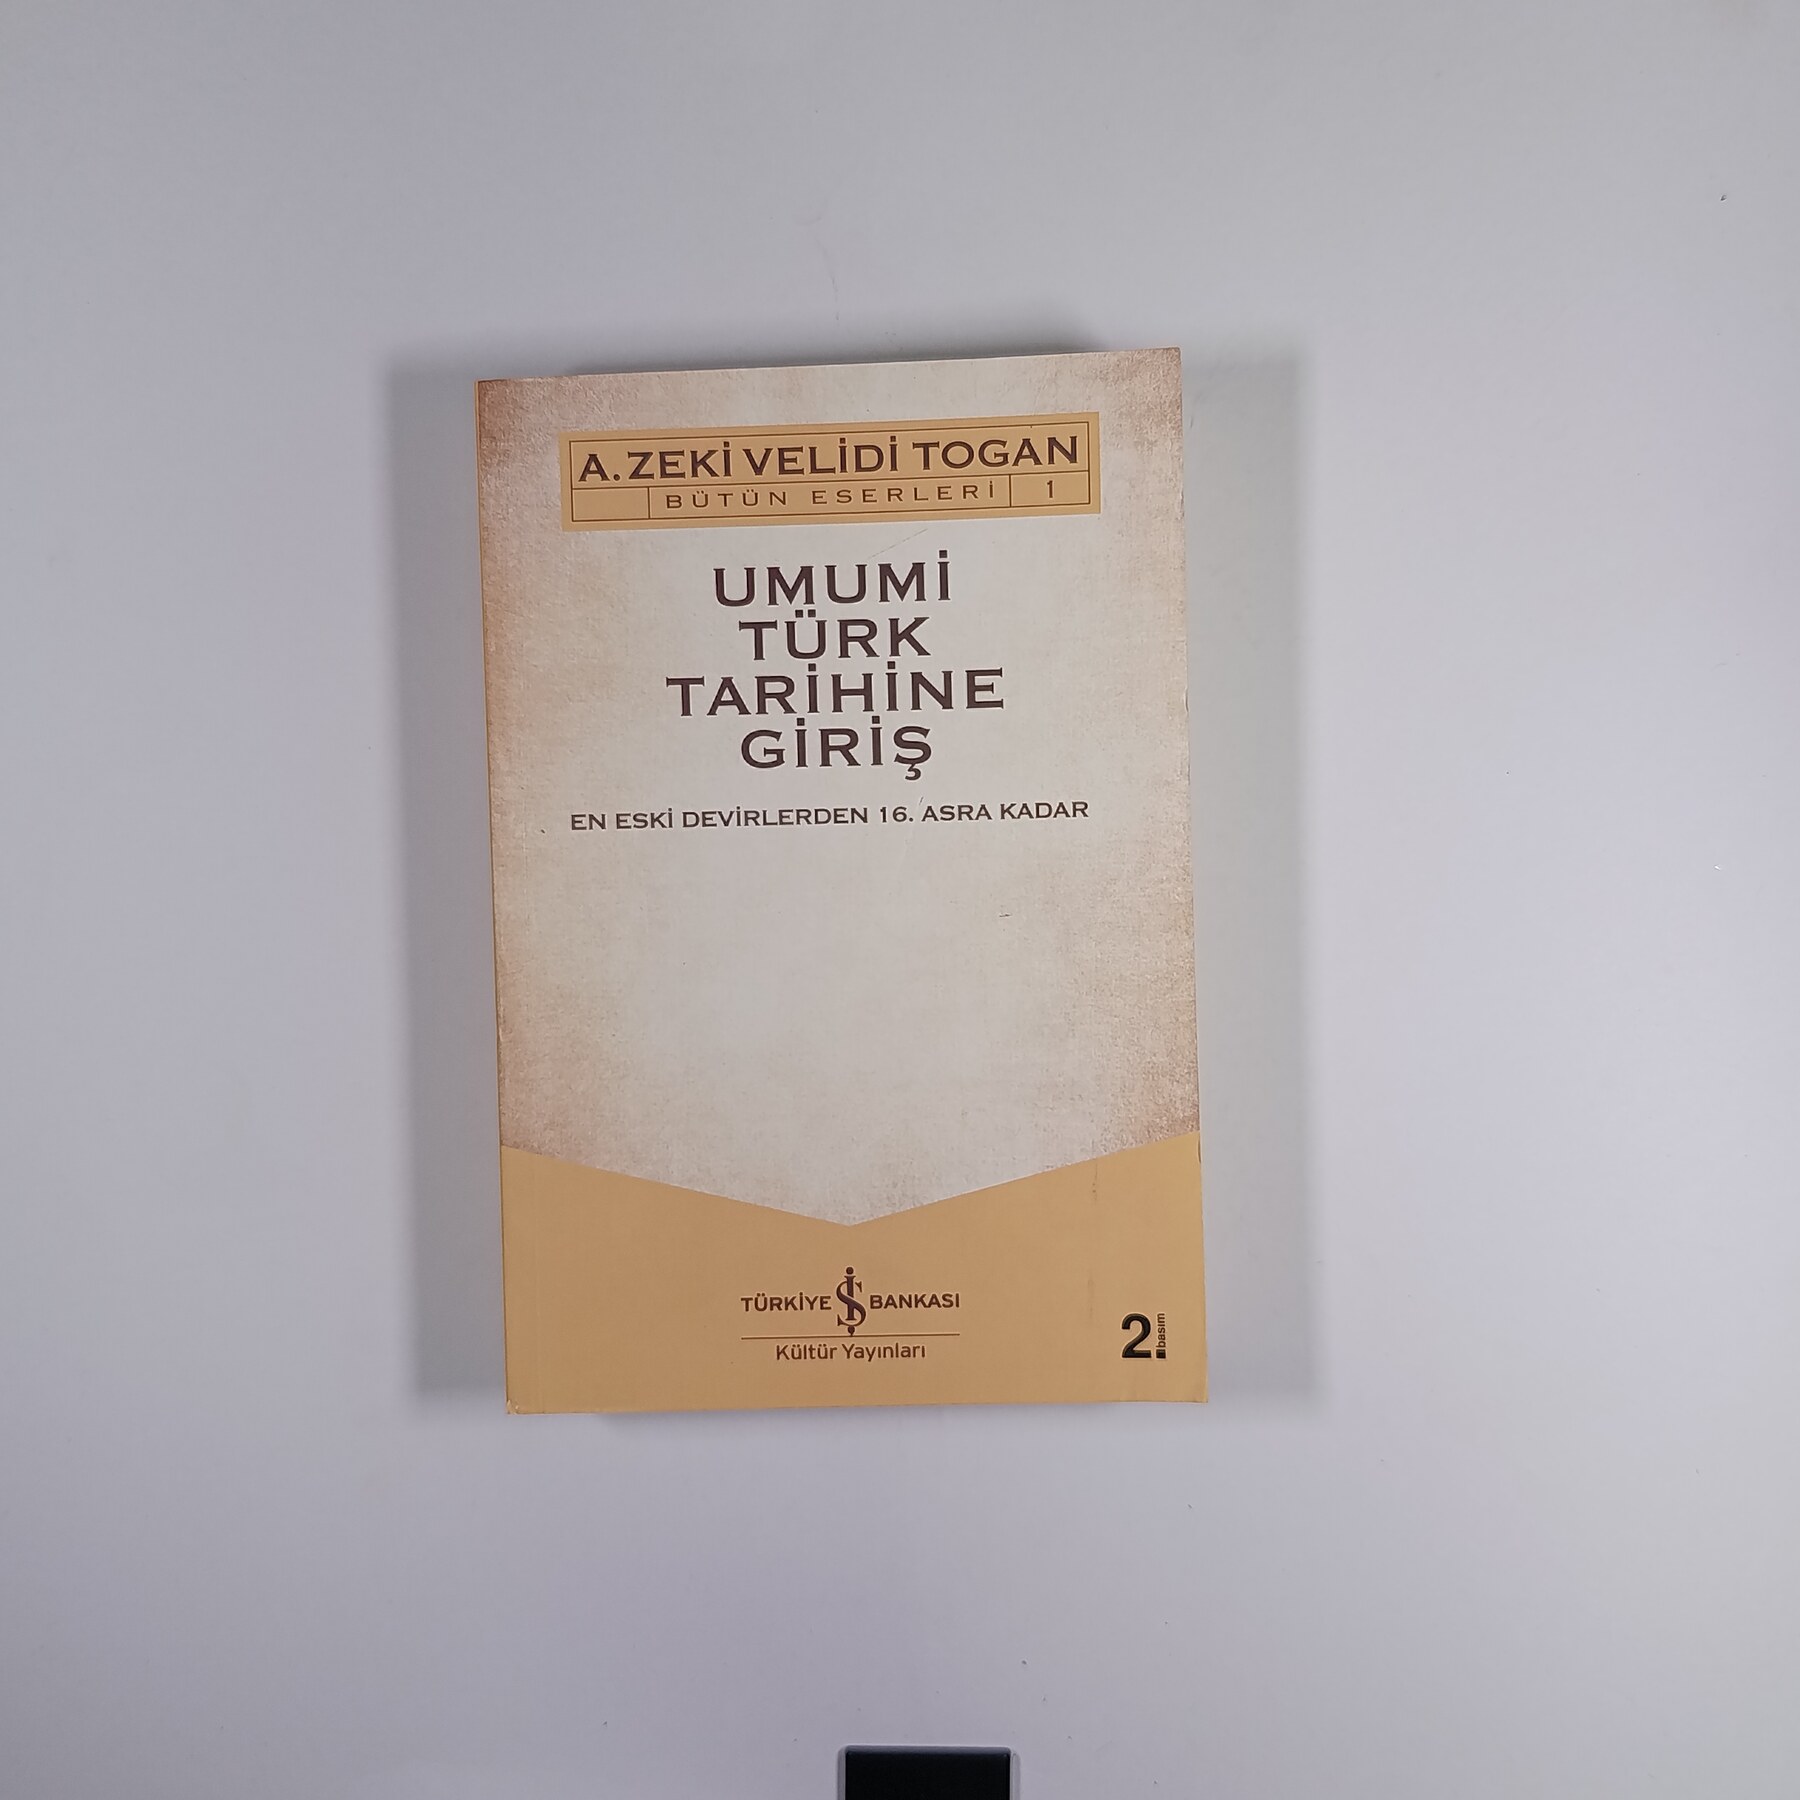 A. ZEKİ VELİDİ TOGAN
BÜTÜN ESERLERİ 1
UMUMİ
TÜRK
TARİHİNE
GİRİŞ
EN ESKİ DEVİRLERDEN 16. ASRA KADAR
TÜRKİYE İŞ BANKASI
Kültür Yayınları
2. basım